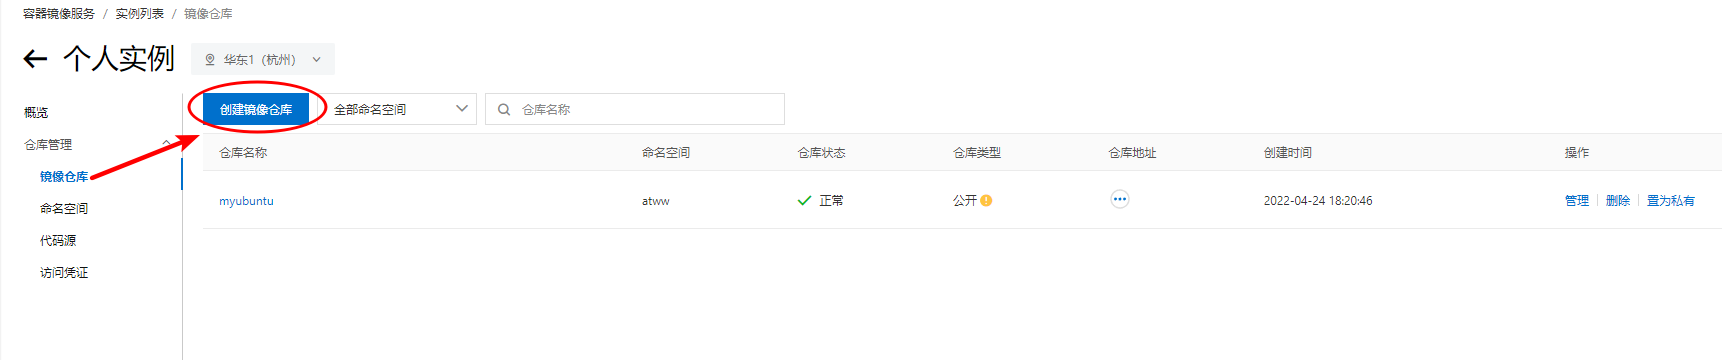 容器镜像服务 / 实例列表 / 镜像仓库
个人实例 华东1（杭州）
概览
仓库管理
镜像仓库
命名空间
代码源
访问凭证
创建镜像仓库 全部命名空间 仓库名称
仓库名称 命名空间 仓库状态 仓库类型 仓库地址 创建时间 操作
myubuntu atww 正常 公开 2022-04-24 18:20:46 管理 | 删除 | 置为私有